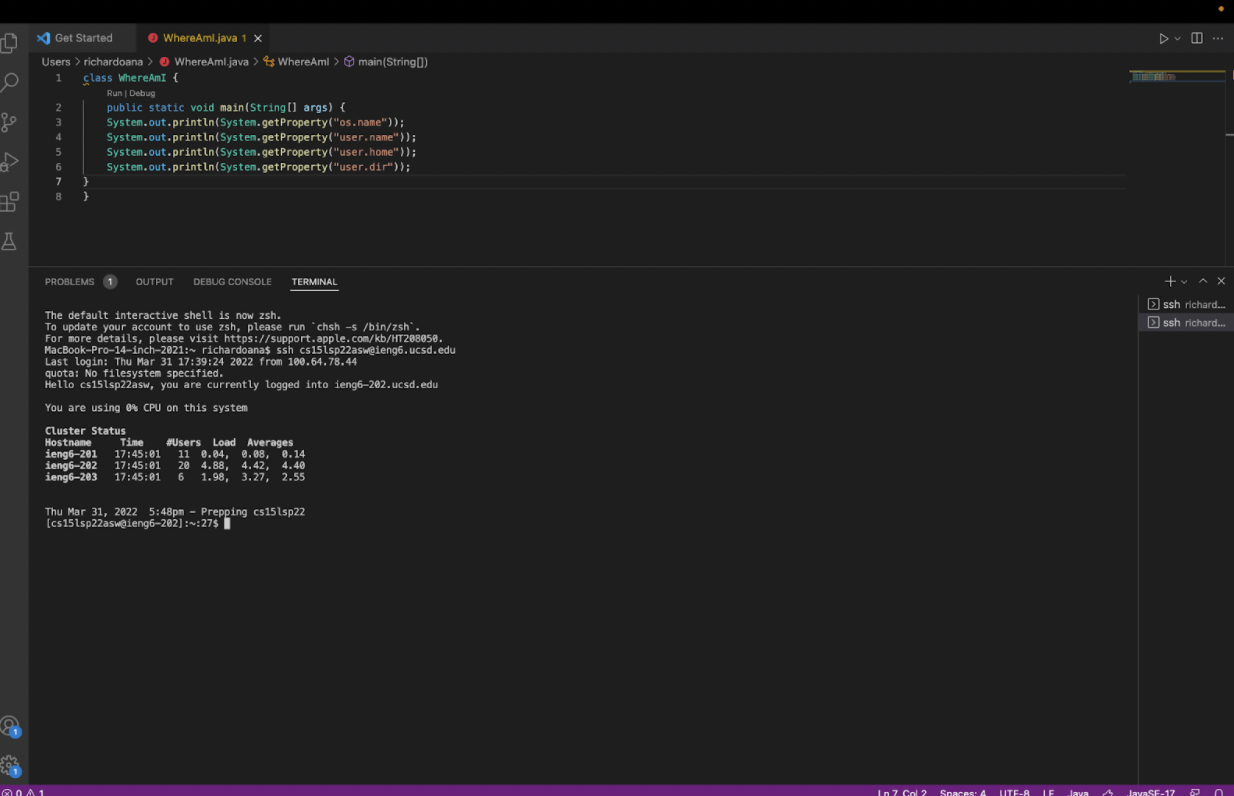 Get Started WhereAmI.java 1
Users > richardoana > WhereAmI.java > WhereAmI > main(String[])
1 class WhereAmI {
Run | Debug
2 public static void main(String[] args) {
3 System.out.println(System.getProperty("os.name"));
4 System.out.println(System.getProperty("user.name"));
5 System.out.println(System.getProperty("user.home"));
6 System.out.println(System.getProperty("user.dir"));
7 }
8 }
PROBLEMS 1 OUTPUT DEBUG CONSOLE TERMINAL
ssh richard...
ssh richard...
The default interactive shell is now zsh.
To update your account to use zsh, please run `chsh -s /bin/zsh`.
For more details, please visit https://support.apple.com/kb/HT208050.
MacBook-Pro-14-inch-2021:~ richardoana$ ssh cs15lsp22asw@ieng6.ucsd.edu
Last login: Thu Mar 31 17:39:24 2022 from 100.64.78.44
quota: No filesystem specified.
Hello cs15lsp22asw, you are currently logged into ieng6-202.ucsd.edu
You are using 0% CPU on this system
Cluster Status
Hostname Time #Users Load Averages
ieng6-201 17:45:01 11 0.04, 0.08, 0.14
ieng6-202 17:45:01 20 4.88, 4.42, 4.40
ieng6-203 17:45:01 6 1.98, 3.27, 2.55
Thu Mar 31, 2022 5:48pm - Prepping cs15lsp22
[cs15lsp22asw@ieng6-202]:~:27$
1
1
0 1 Ln 7, Col 2 Spaces: 4 UTF-8 LF Java JavaSE-17